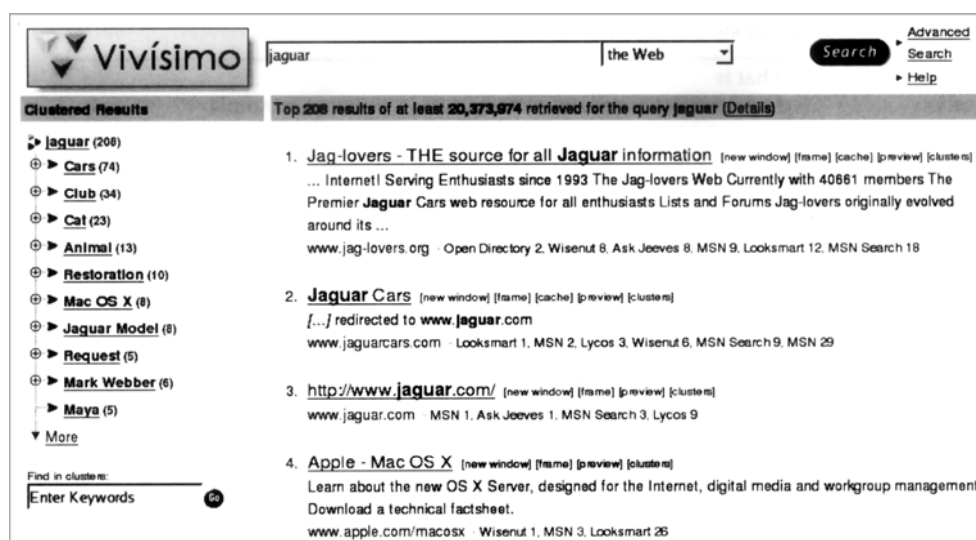 Vivísimo
jaguar
the Web
Search
Advanced
Search
Help
Clustered Results
Top 208 results of at least 20,373,974 retrieved for the query jaguar (Details)
jaguar (208)
Cars (74)
Club (34)
Cat (23)
Animal (13)
Restoration (10)
Mac OS X (8)
Jaguar Model (8)
Request (5)
Mark Webber (6)
Maya (5)
More
Find in clusters:
Enter Keywords
Go
1. Jag-lovers - THE source for all Jaguar information [new window] [frame] [cache] [preview] [clusters]
... Internet! Serving Enthusiasts since 1993 The Jag-lovers Web Currently with 40661 members The
Premier Jaguar Cars web resource for all enthusiasts Lists and Forums Jag-lovers originally evolved
around its ...
www.jag-lovers.org · Open Directory 2, Wisenut 8, Ask Jeeves 8, MSN 9, Looksmart 12, MSN Search 18
2. Jaguar Cars [new window] [frame] [cache] [preview] [clusters]
[...] redirected to www.jaguar.com
www.jaguarcars.com · Looksmart 1, MSN 2, Lycos 3, Wisenut 6, MSN Search 9, MSN 29
3. http://www.jaguar.com/ [new window] [frame] [preview] [clusters]
www.jaguar.com · MSN 1, Ask Jeeves 1, MSN Search 3, Lycos 9
4. Apple - Mac OS X [new window] [frame] [preview] [clusters]
Learn about the new OS X Server, designed for the Internet, digital media and workgroup management
Download a technical factsheet.
www.apple.com/macosx · Wisenut 1, MSN 3, Looksmart 26